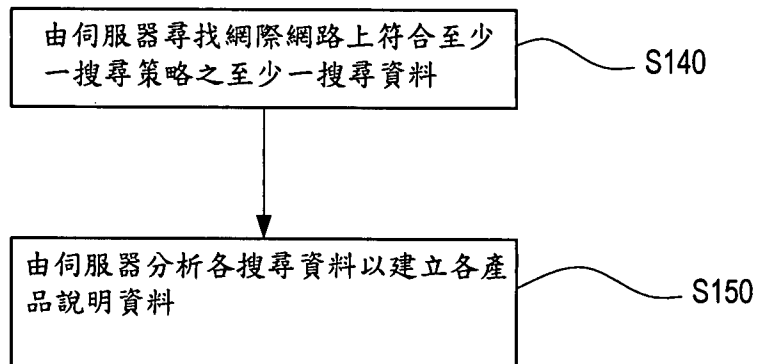 由伺服器尋找網際網路上符合至少
一搜尋策略之至少一搜尋資料
S140
由伺服器分析各搜尋資料以建立各產
品說明資料
S150